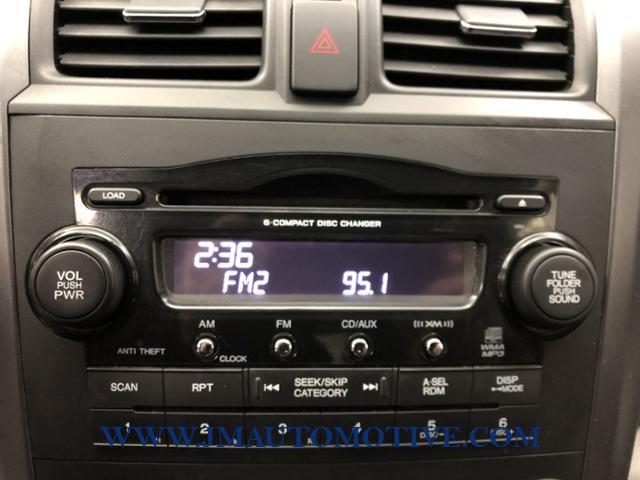 LOAD
6-COMPACT DISC CHANGER
2:36
FM2 95.1
VOL PUSH PWR
TUNE FOLDER PUSH SOUND
AM FM CD/AUX ((XM))
ANTI THEFT CLOCK WMA MP3
SCAN RPT SEEK/SKIP CATEGORY A·SEL RDM DISP MODE
1 2 3 4 5 6
WWW.JMAUTOMOTIVE.COM